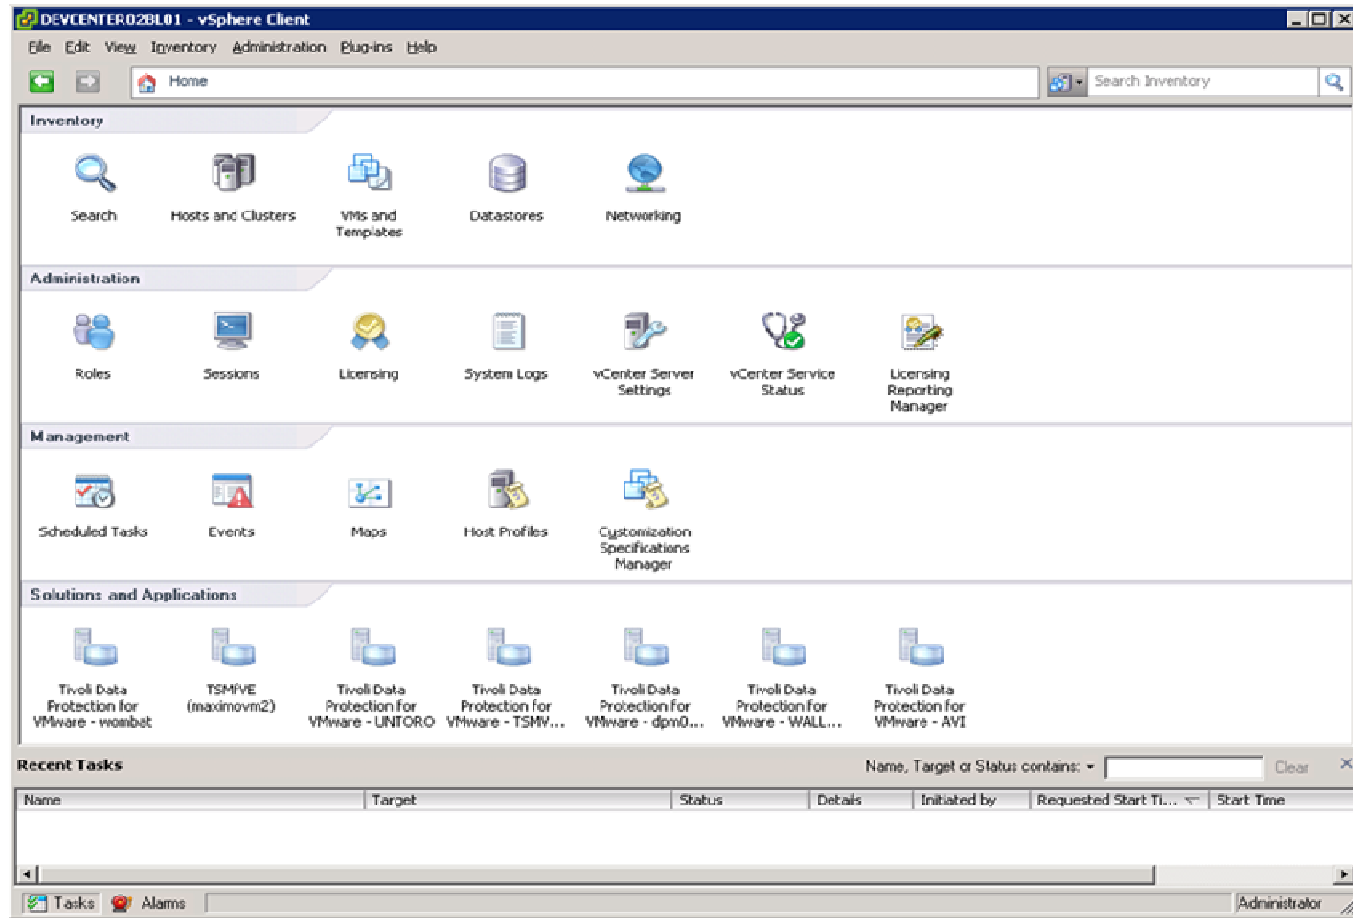 DEVCENTER02BL01 - vSphere Client
File Edit View Inventory Administration Plug-ins Help
Home
Search Inventory
Inventory
Search
Hosts and Clusters
VMs and
Templates
Datastores
Networking
Administration
Roles
Sessions
Licensing
System Logs
vCenter Server
Settings
vCenter Service
Status
Licensing
Reporting
Manager
Management
Scheduled Tasks
Events
Maps
Host Profiles
Customization
Specifications
Manager
Solutions and Applications
Tivoli Data
Protection for
VMware - wombat
TSMfVE
(maximovm2)
Tivoli Data
Protection for
VMware - UNTORO
Tivoli Data
Protection for
VMware - TSMV...
Tivoli Data
Protection for
VMware - dpm0...
Tivoli Data
Protection for
VMware - WALL...
Tivoli Data
Protection for
VMware - AVI
Recent Tasks
Name, Target or Status contains:
Clear
Name Target Status Details Initiated by Requested Start Ti... Start Time
Tasks Alarms
Administrator